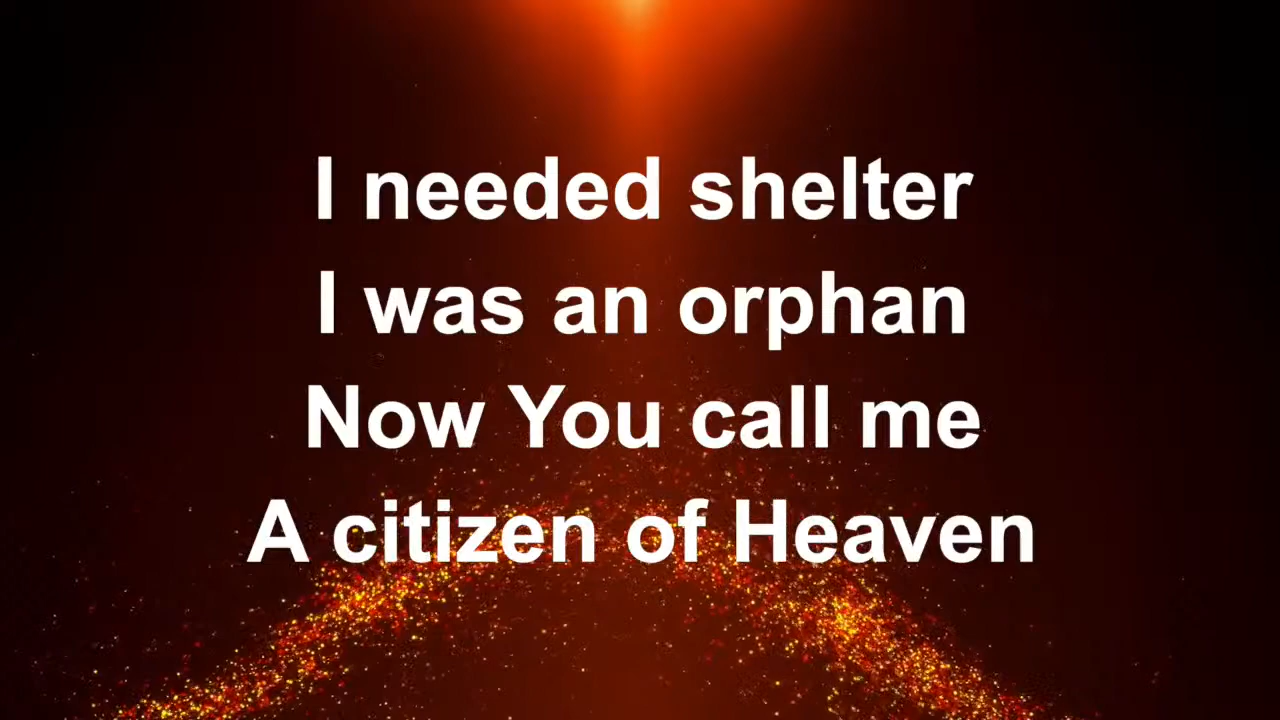 I needed shelter
I was an orphan
Now You call me
A citizen of Heaven